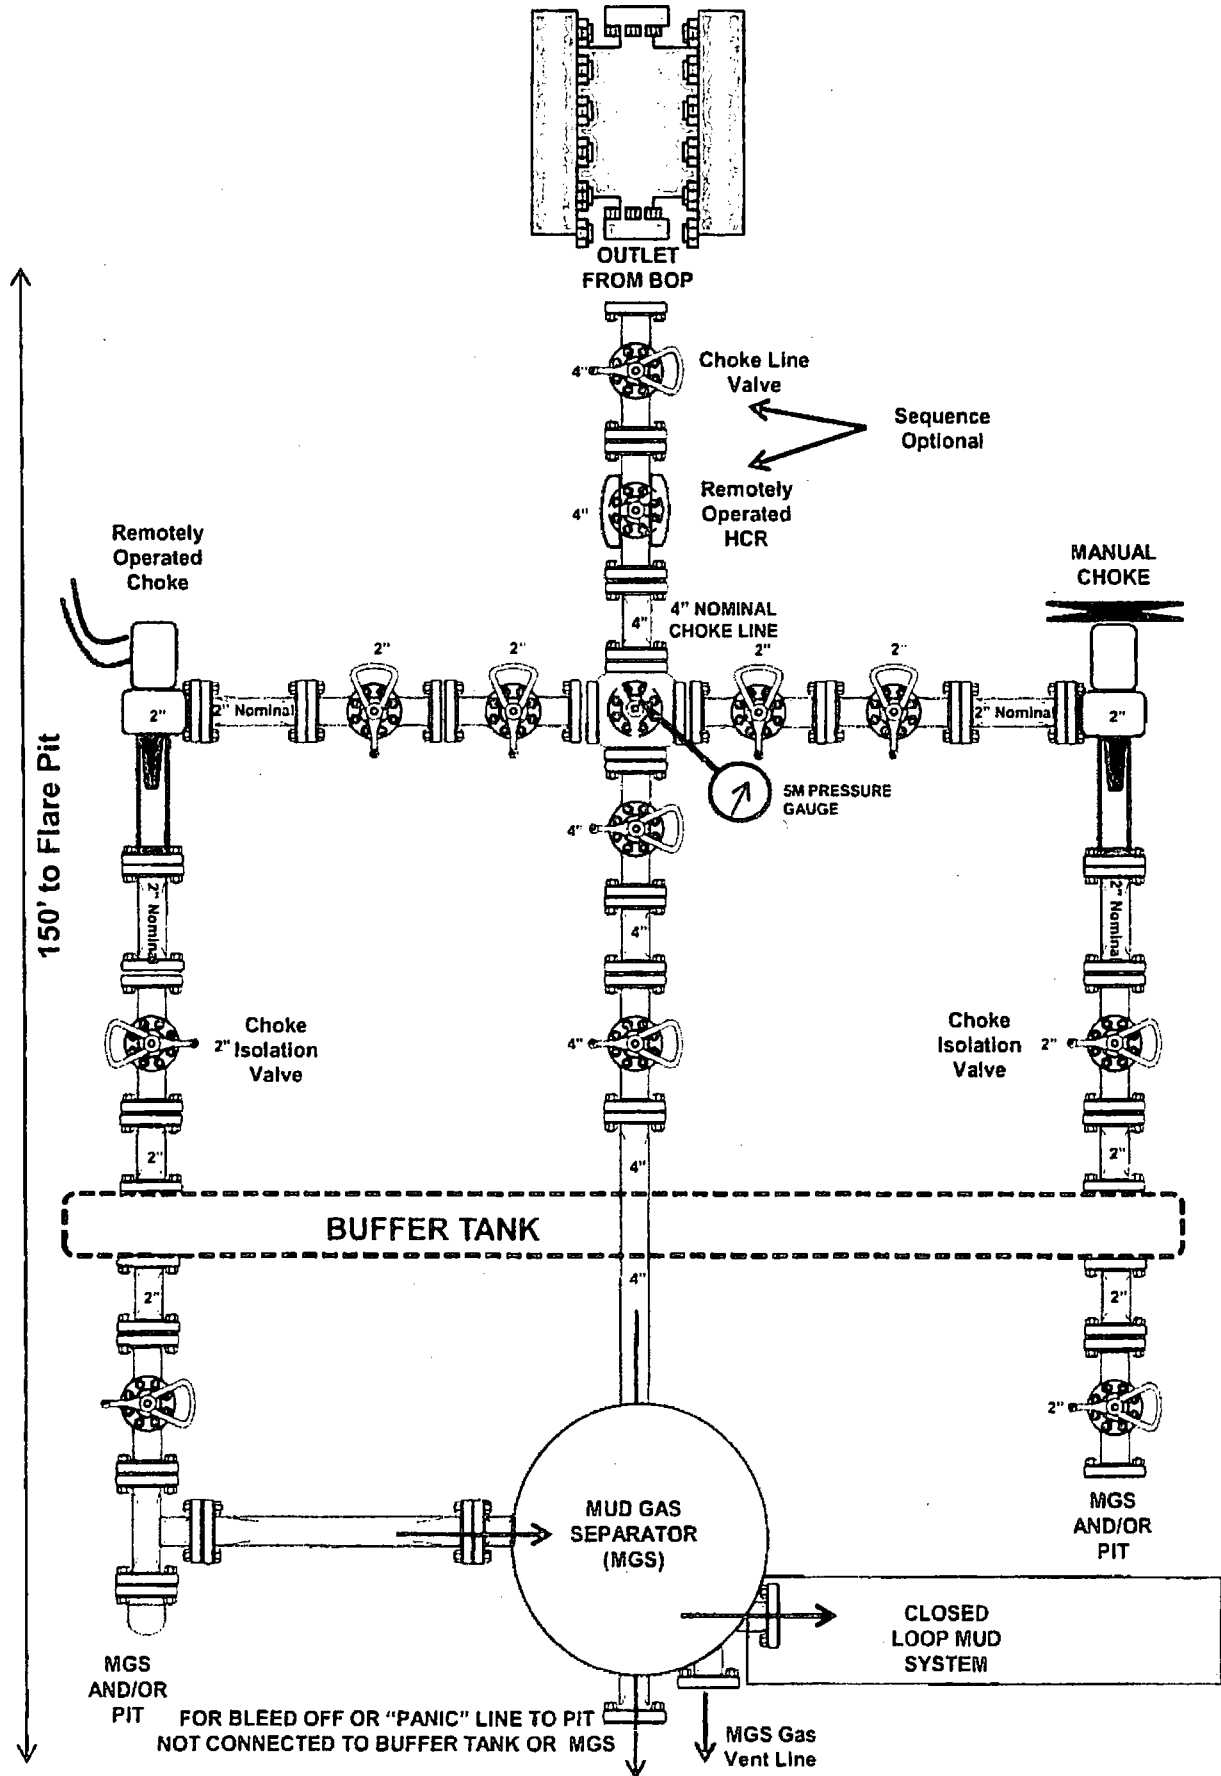 OUTLET
FROM BOP
4"
Choke Line
Valve
Sequence
Optional
4"
Remotely
Operated
HCR
Remotely
Operated
Choke
MANUAL
CHOKE
4"
4" NOMINAL
CHOKE LINE
2"
2"
2"
2"
2"
2" Nominal
2" Nominal
2"
5M PRESSURE
GAUGE
4"
150' to Flare Pit
2" Nominal
4"
2" Nominal
2"
Choke
Isolation
Valve
4"
Choke
Isolation
Valve
2"
2"
4"
2"
BUFFER TANK
2"
4"
2"
2"
MUD GAS
SEPARATOR
(MGS)
MGS
AND/OR
PIT
CLOSED
LOOP MUD
SYSTEM
MGS
AND/OR
PIT
FOR BLEED OFF OR "PANIC" LINE TO PIT
NOT CONNECTED TO BUFFER TANK OR MGS
MGS Gas
Vent Line